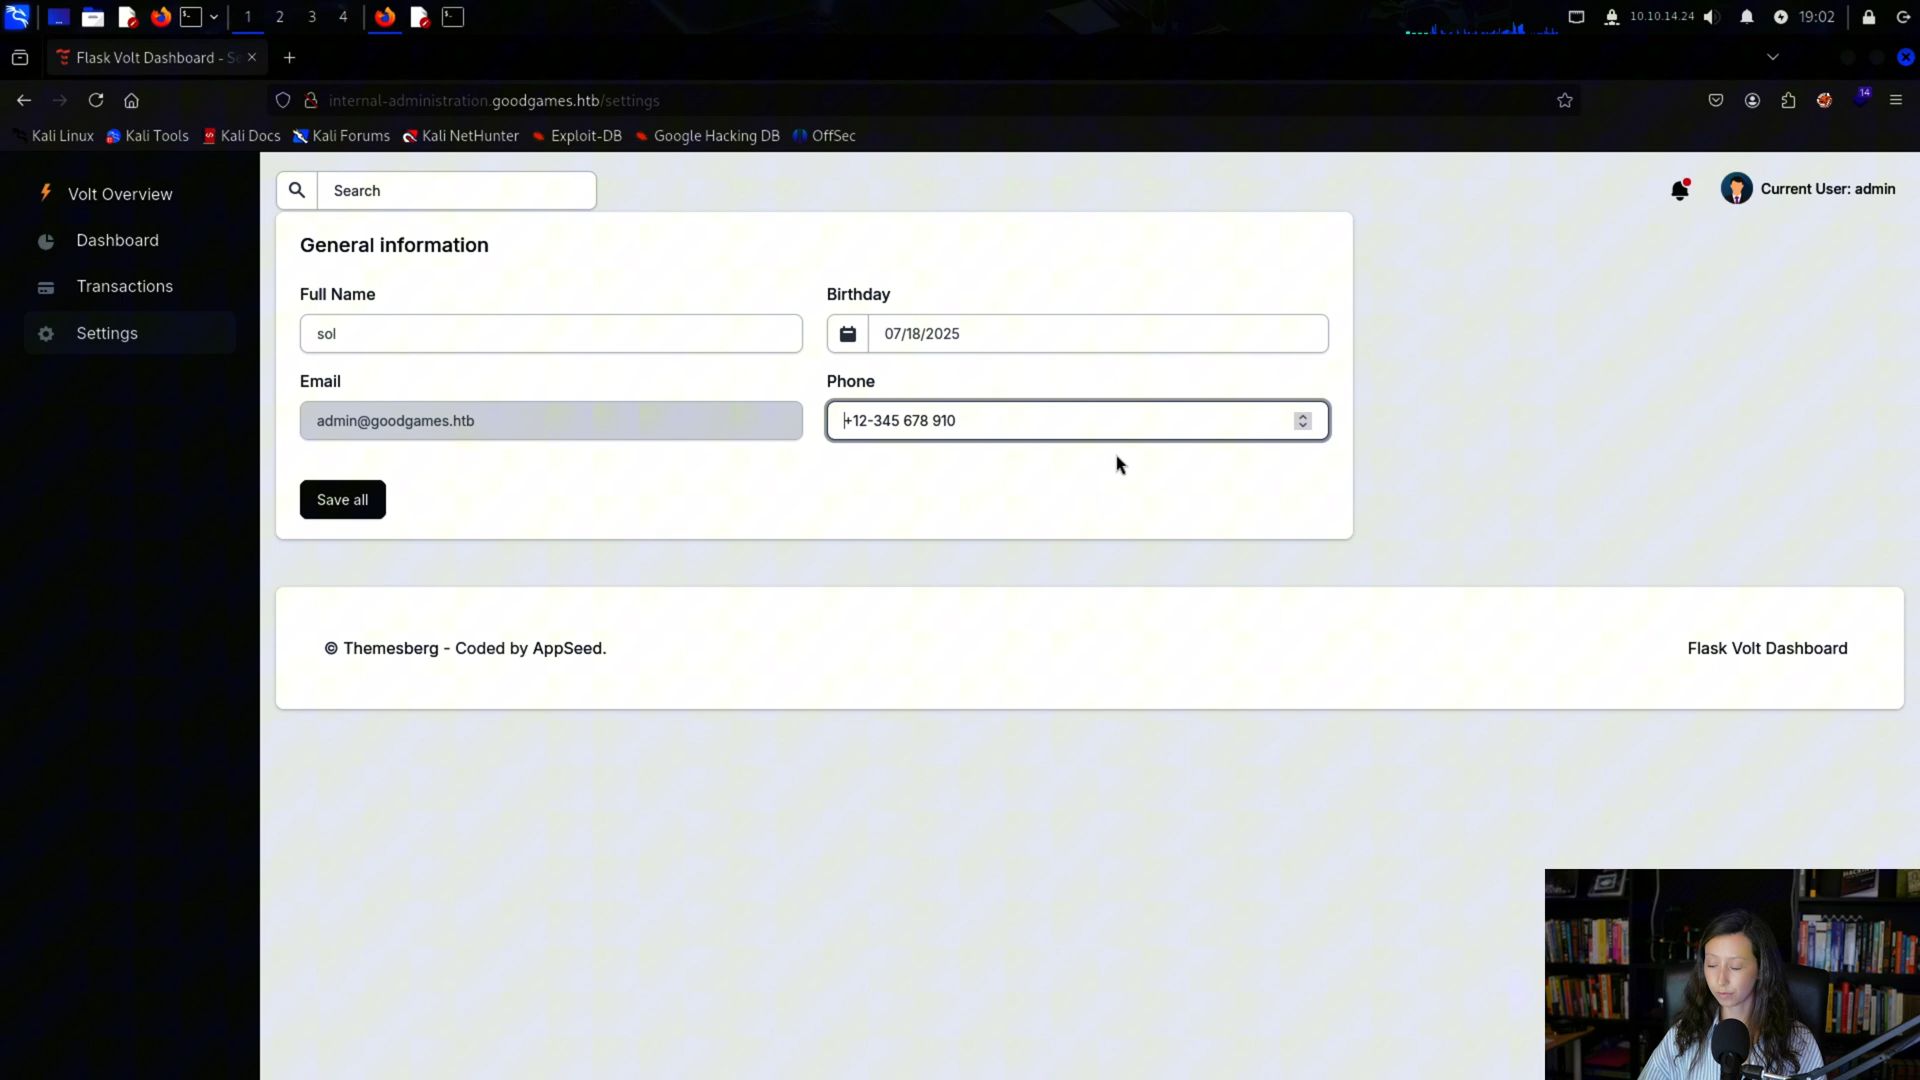 1 2 3 4 10.10.14.24 19:02
Flask Volt Dashboard - Se
internal-administration.goodgames.htb/settings 14
Kali Linux Kali Tools Kali Docs Kali Forums Kali NetHunter Exploit-DB Google Hacking DB OffSec
Volt Overview
Dashboard
Transactions
Settings
Search
Current User: admin
General information
Full Name Birthday
sol 07/18/2025
Email Phone
admin@goodgames.htb +12-345 678 910
Save all
© Themesberg - Coded by AppSeed. Flask Volt Dashboard